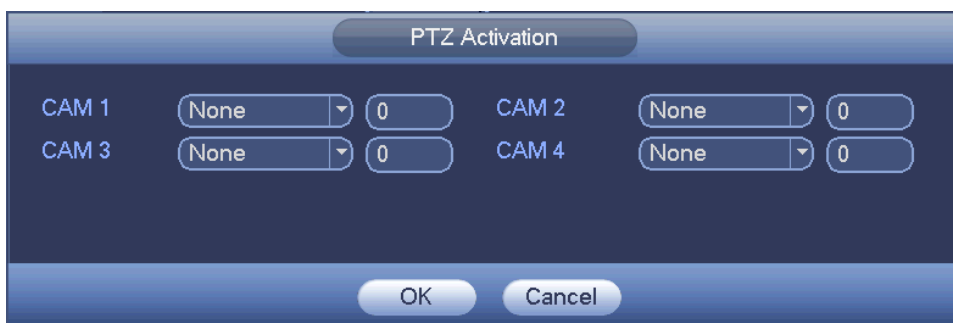 PTZ Activation
CAM 1 None 0 CAM 2 None 0
CAM 3 None 0 CAM 4 None 0
OK Cancel